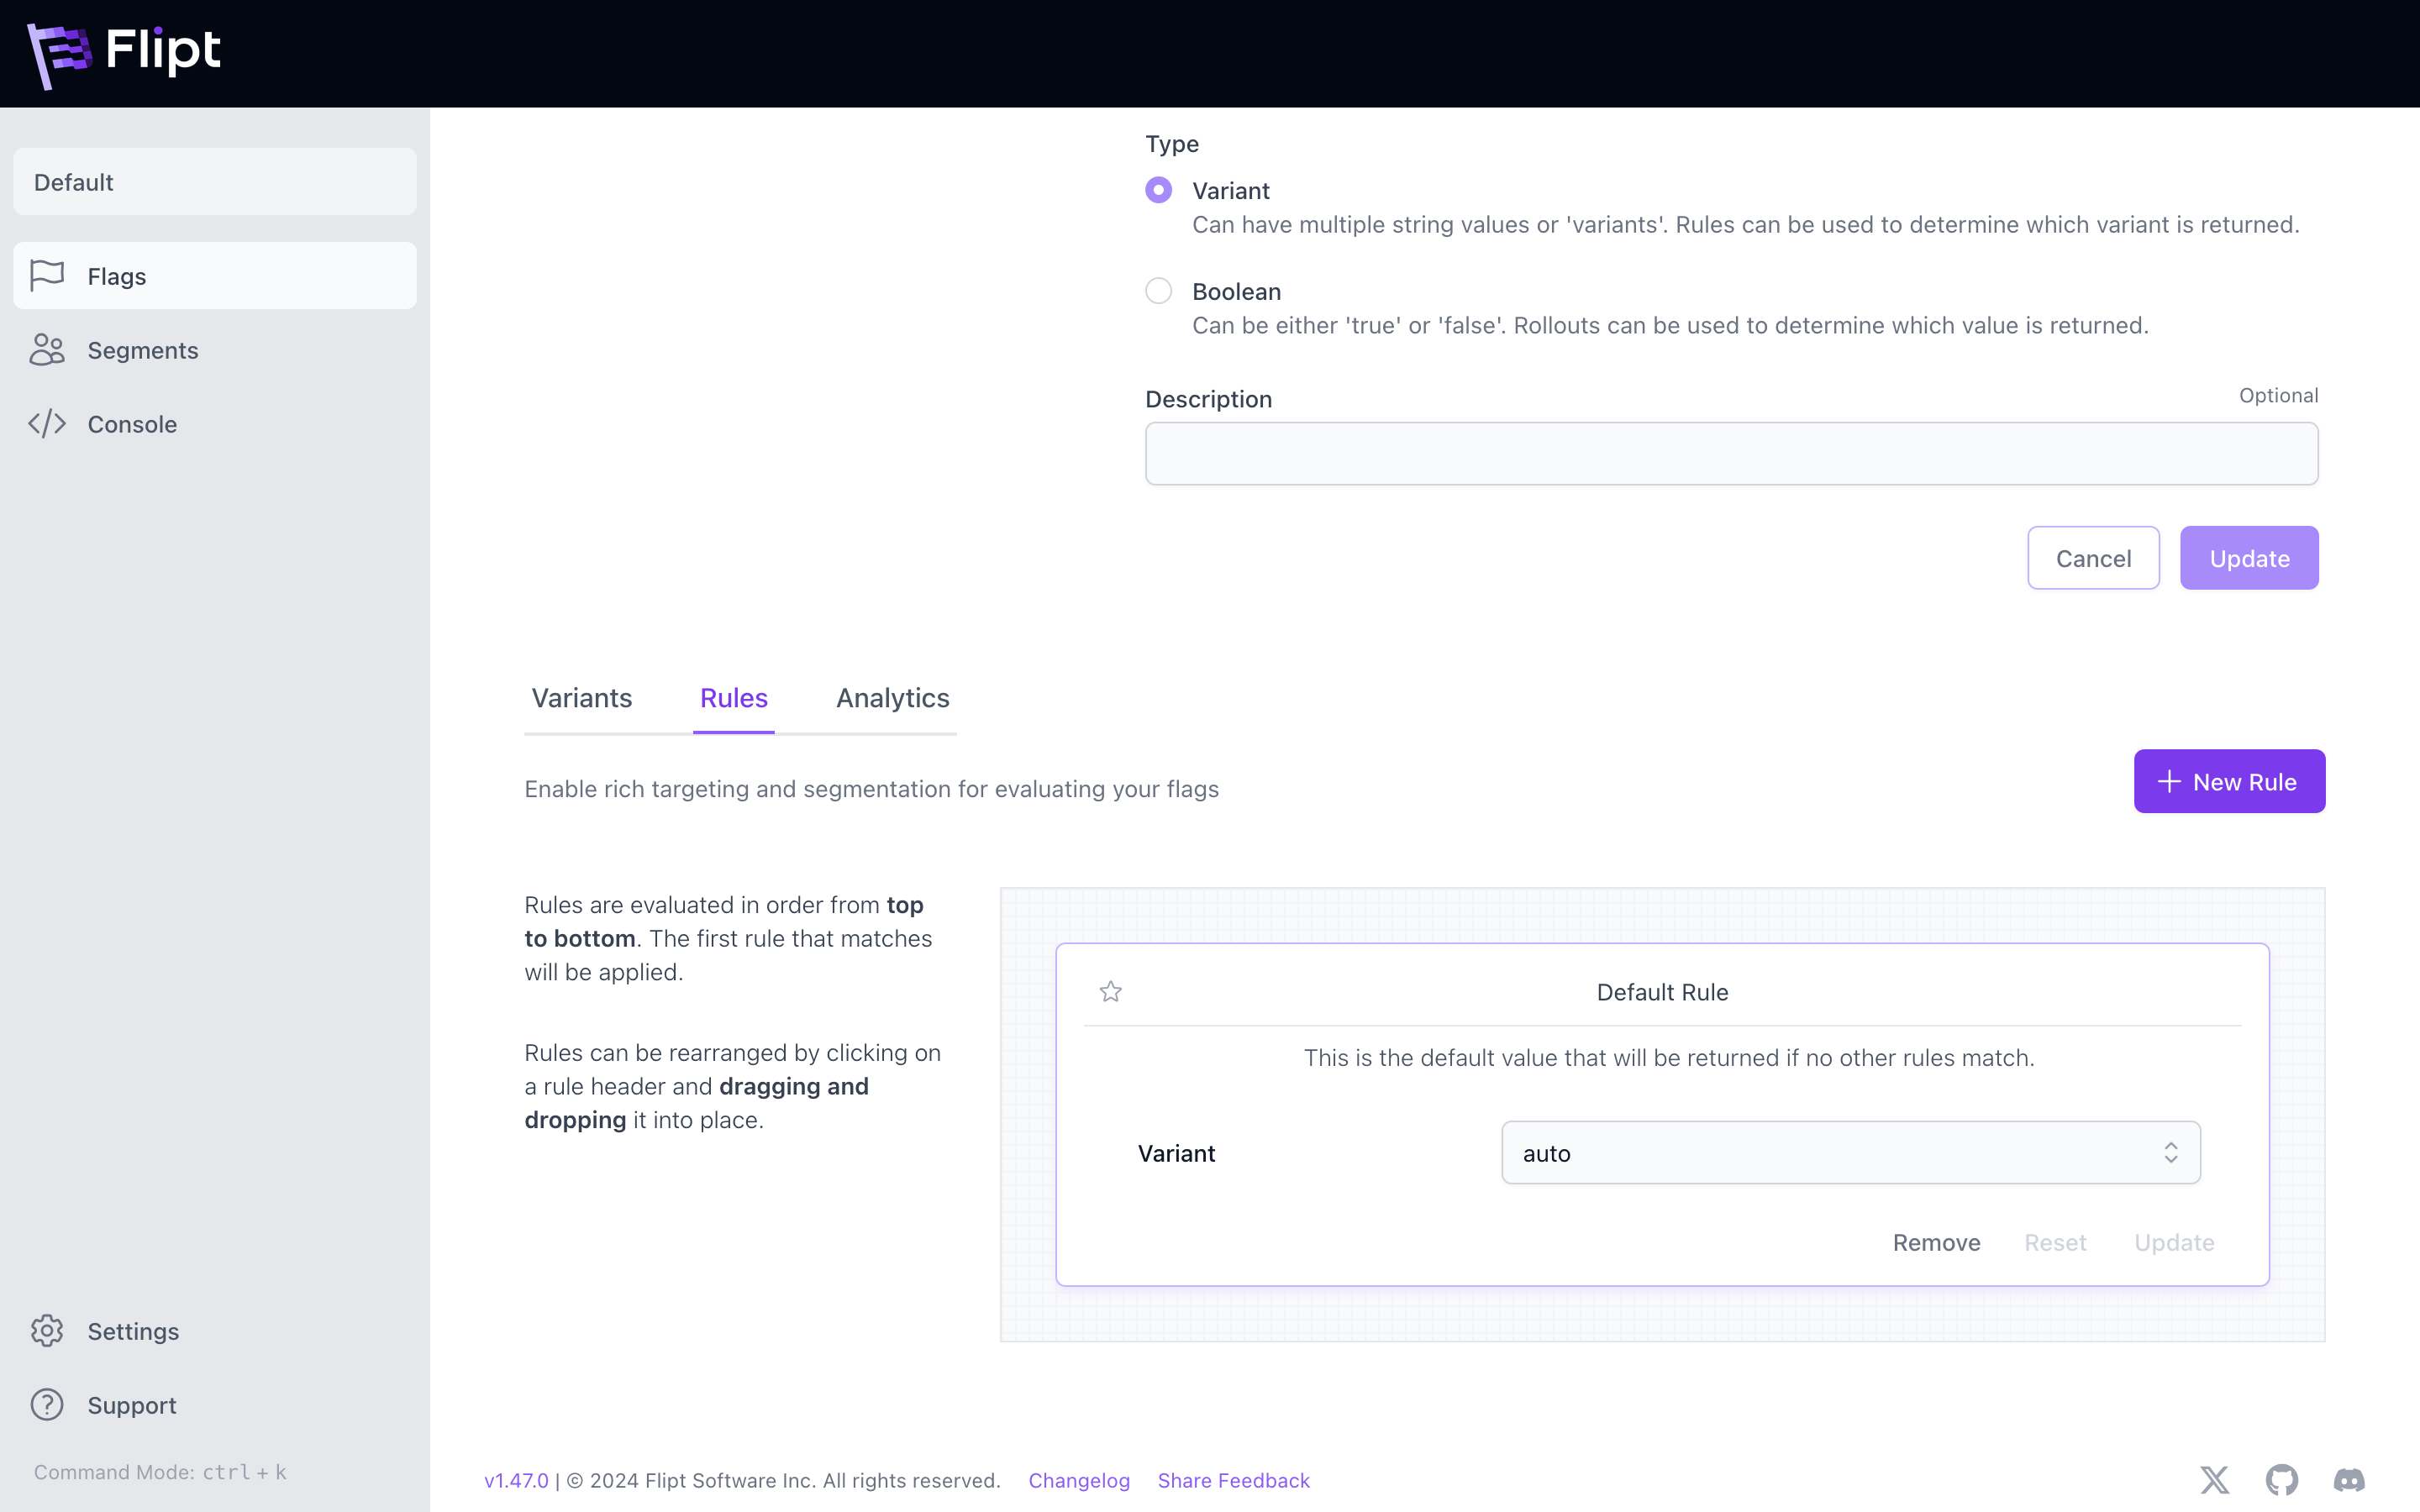 Flipt
Default
Flags
Segments
Console
Settings
Support
Command Mode: ctrl + k
Type
Variant
Can have multiple string values or 'variants'. Rules can be used to determine which variant is returned.
Boolean
Can be either 'true' or 'false'. Rollouts can be used to determine which value is returned.
Description
Optional
Cancel
Update
Variants
Rules
Analytics
Enable rich targeting and segmentation for evaluating your flags
New Rule
Rules are evaluated in order from top
to bottom. The first rule that matches
will be applied.
Rules can be rearranged by clicking on
a rule header and dragging and
dropping it into place.
Default Rule
This is the default value that will be returned if no other rules match.
Variant
auto
Remove
Reset
Update
v1.47.0 | © 2024 Flipt Software Inc. All rights reserved.
Changelog
Share Feedback